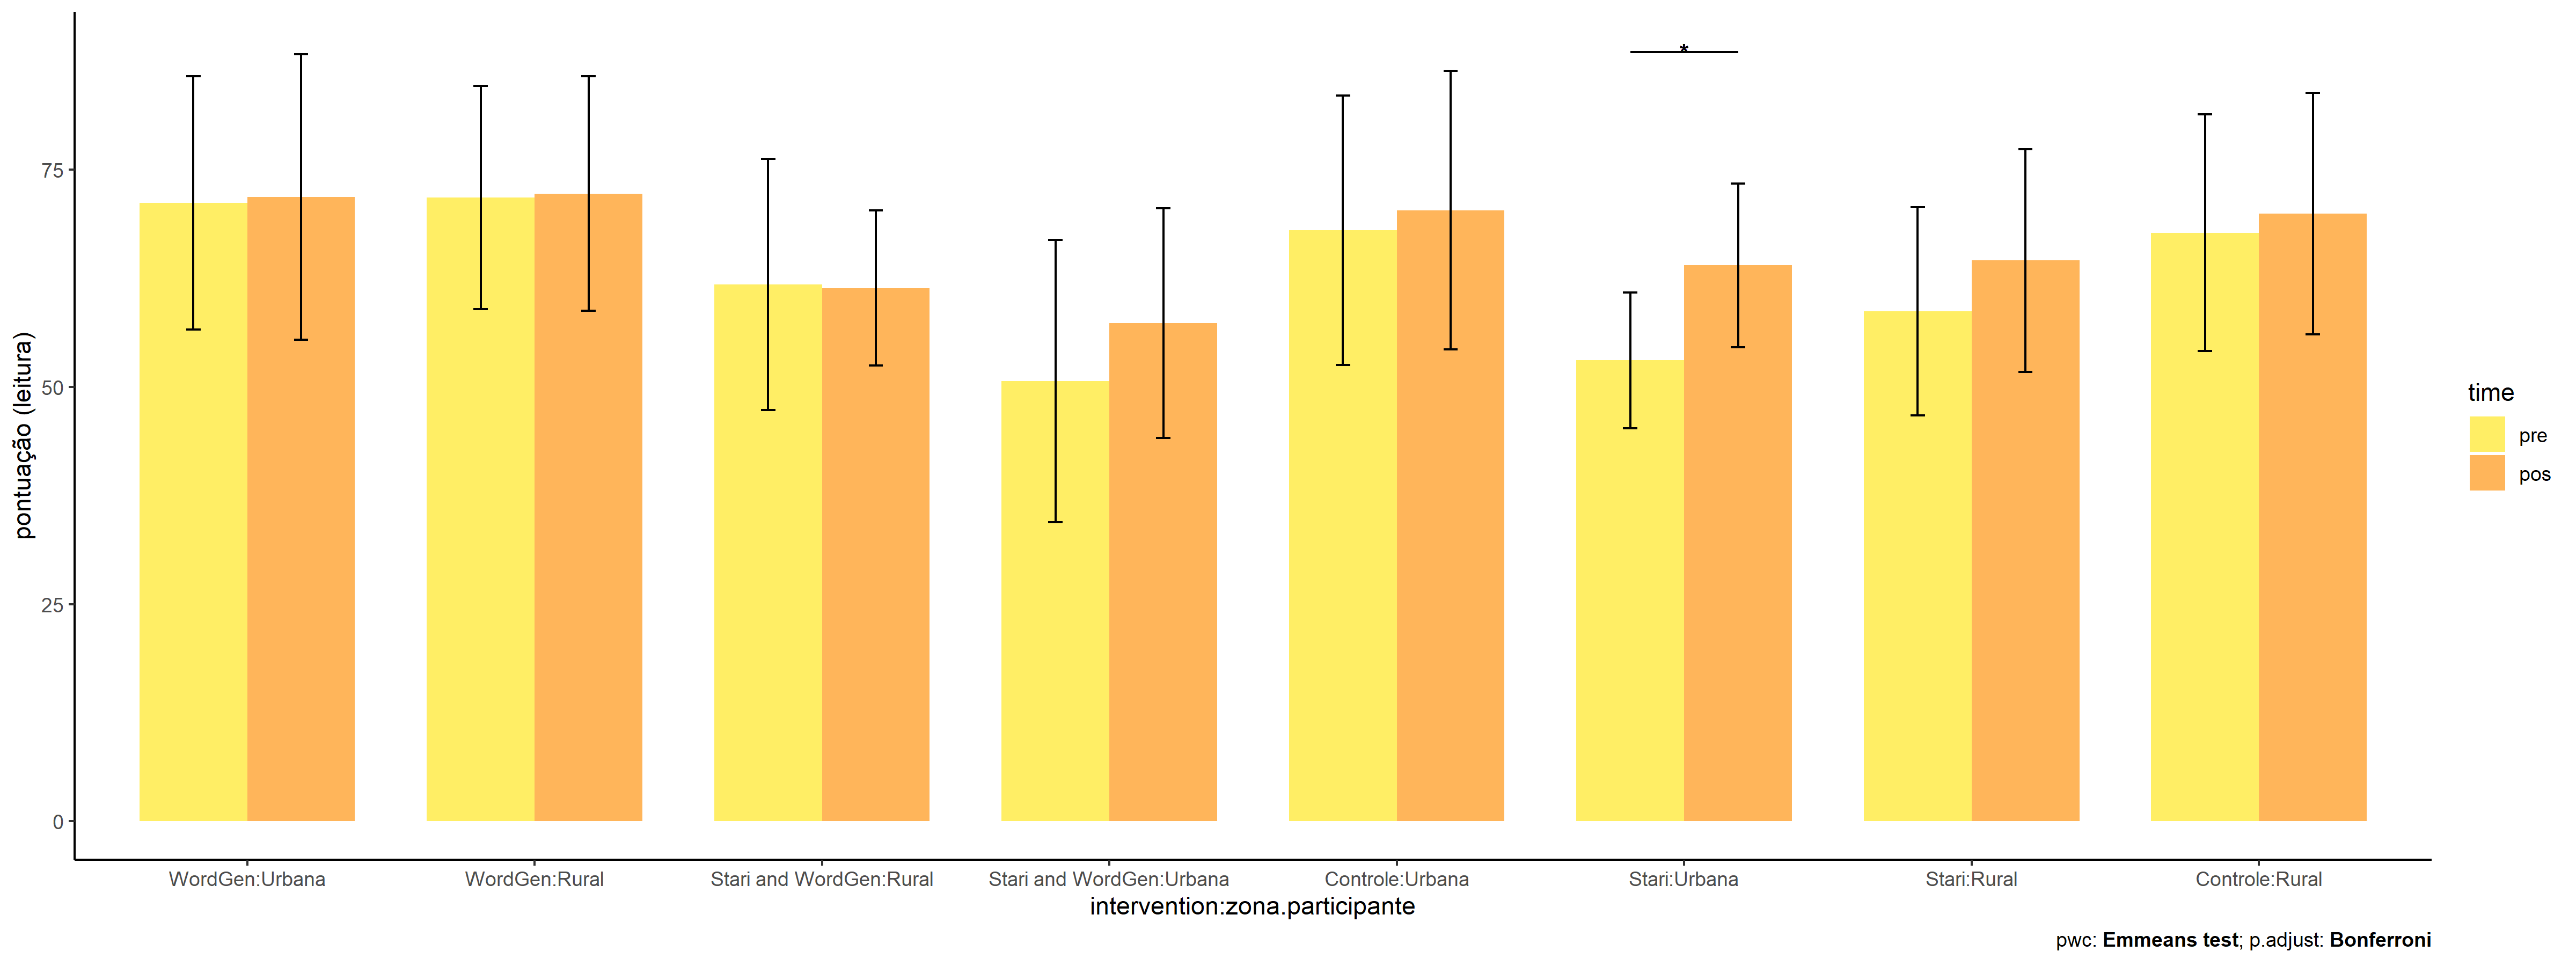 *
pontuação (leitura)
75
50
25
0
WordGen:Urbana
WordGen:Rural
Stari and WordGen:Rural
Stari and WordGen:Urbana
Controle:Urbana
Stari:Urbana
Stari:Rural
Controle:Rural
intervention:zona.participante
time
pre
pos
pwc: Emmeans test; p.adjust: Bonferroni